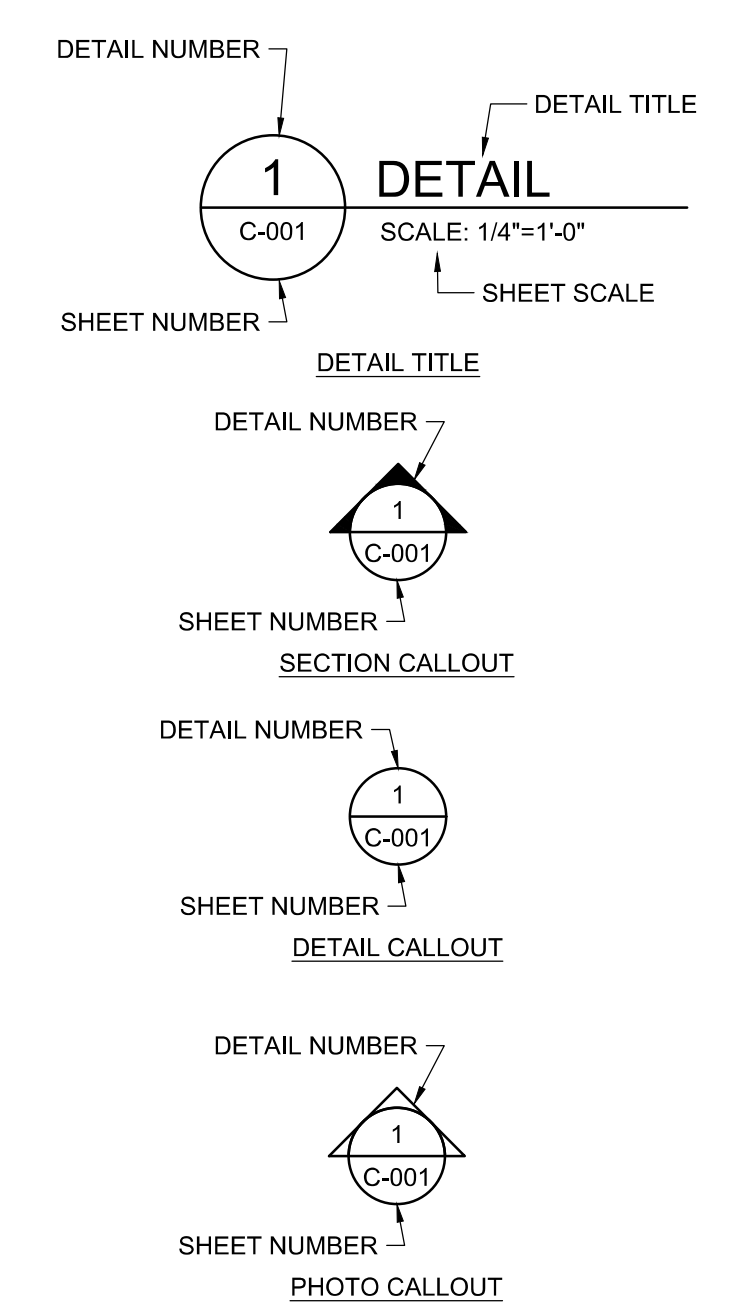 DETAIL NUMBER
DETAIL TITLE
1
DETAIL
C-001
SCALE: 1/4"=1'-0"
SHEET SCALE
SHEET NUMBER
DETAIL TITLE
DETAIL NUMBER
1
C-001
SHEET NUMBER
SECTION CALLOUT
DETAIL NUMBER
1
C-001
SHEET NUMBER
DETAIL CALLOUT
DETAIL NUMBER
1
C-001
SHEET NUMBER
PHOTO CALLOUT